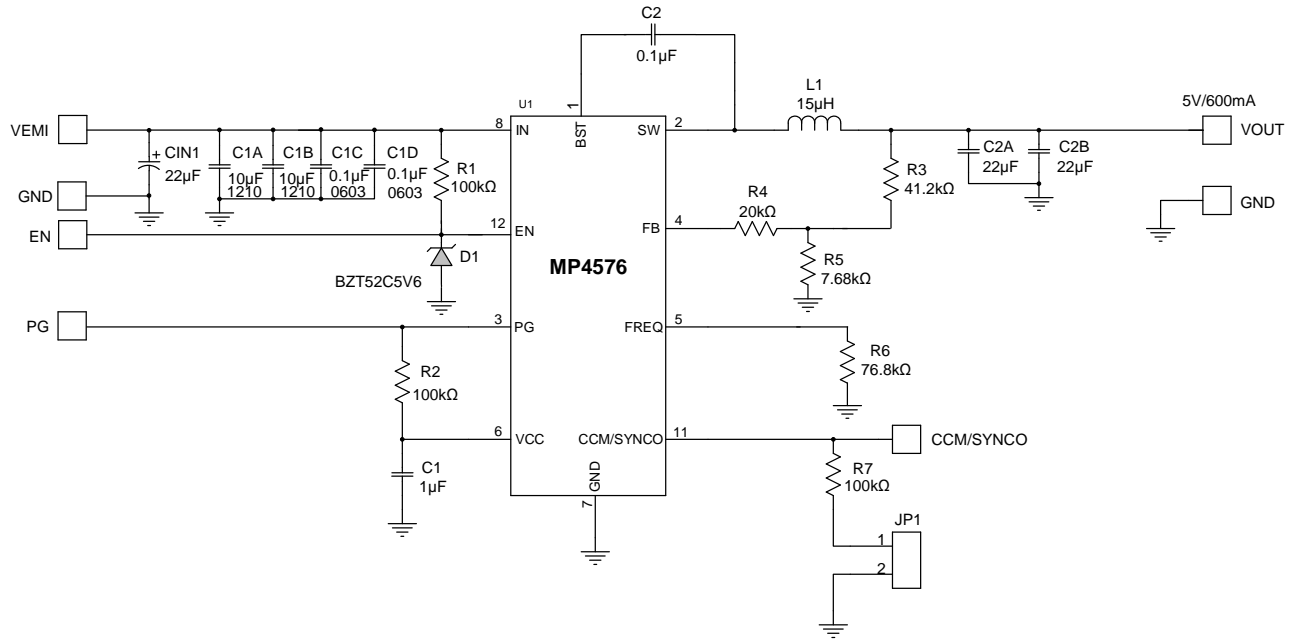 C2
0.1µF
L1
15µH
5V/600mA
U1
1
VEMI
8
IN
BST
SW
2
VOUT
CIN1
22µF
+
C1A
10µF
1210
C1B
10µF
1210
C1C
0.1µF
0603
C1D
0.1µF
0603
R1
100kΩ
C2A
22µF
C2B
22µF
R3
41.2kΩ
GND
GND
R4
20kΩ
EN
12
EN
FB
4
D1
BZT52C5V6
MP4576
R5
7.68kΩ
PG
3
PG
FREQ
5
R6
76.8kΩ
R2
100kΩ
6
VCC
CCM/SYNCO
11
CCM/SYNCO
C1
1µF
GND
7
R7
100kΩ
JP1
1
2